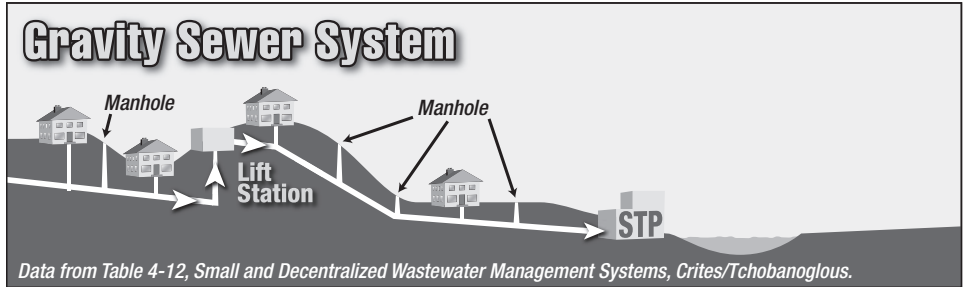 Gravity Sewer System
Manhole
Manhole
Lift
Station
STP
Data from Table 4-12, Small and Decentralized Wastewater Management Systems, Crites/Tchobanoglous.